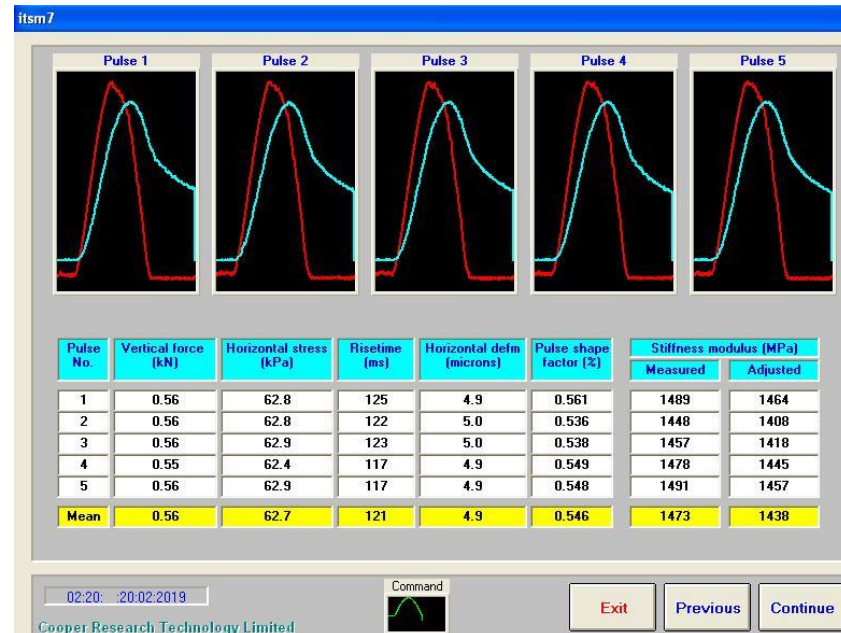 itsm7
Pulse 1 Pulse 2 Pulse 3 Pulse 4 Pulse 5
Pulse No. Vertical force (kN) Horizontal stress (kPa) Risetime (ms) Horizontal defm (microns) Pulse shape factor (%) Stiffness modulus (MPa)
Measured Adjusted
1 0.56 62.8 125 4.9 0.561 1489 1464
2 0.56 62.8 122 5.0 0.536 1448 1408
3 0.56 62.9 123 5.0 0.538 1457 1418
4 0.55 62.4 117 4.9 0.549 1478 1445
5 0.56 62.9 117 4.9 0.548 1491 1457
Mean 0.56 62.7 121 4.9 0.546 1473 1438
02:20: :20:02:2019
Command
Exit Previous Continue
Cooper Research Technology Limited